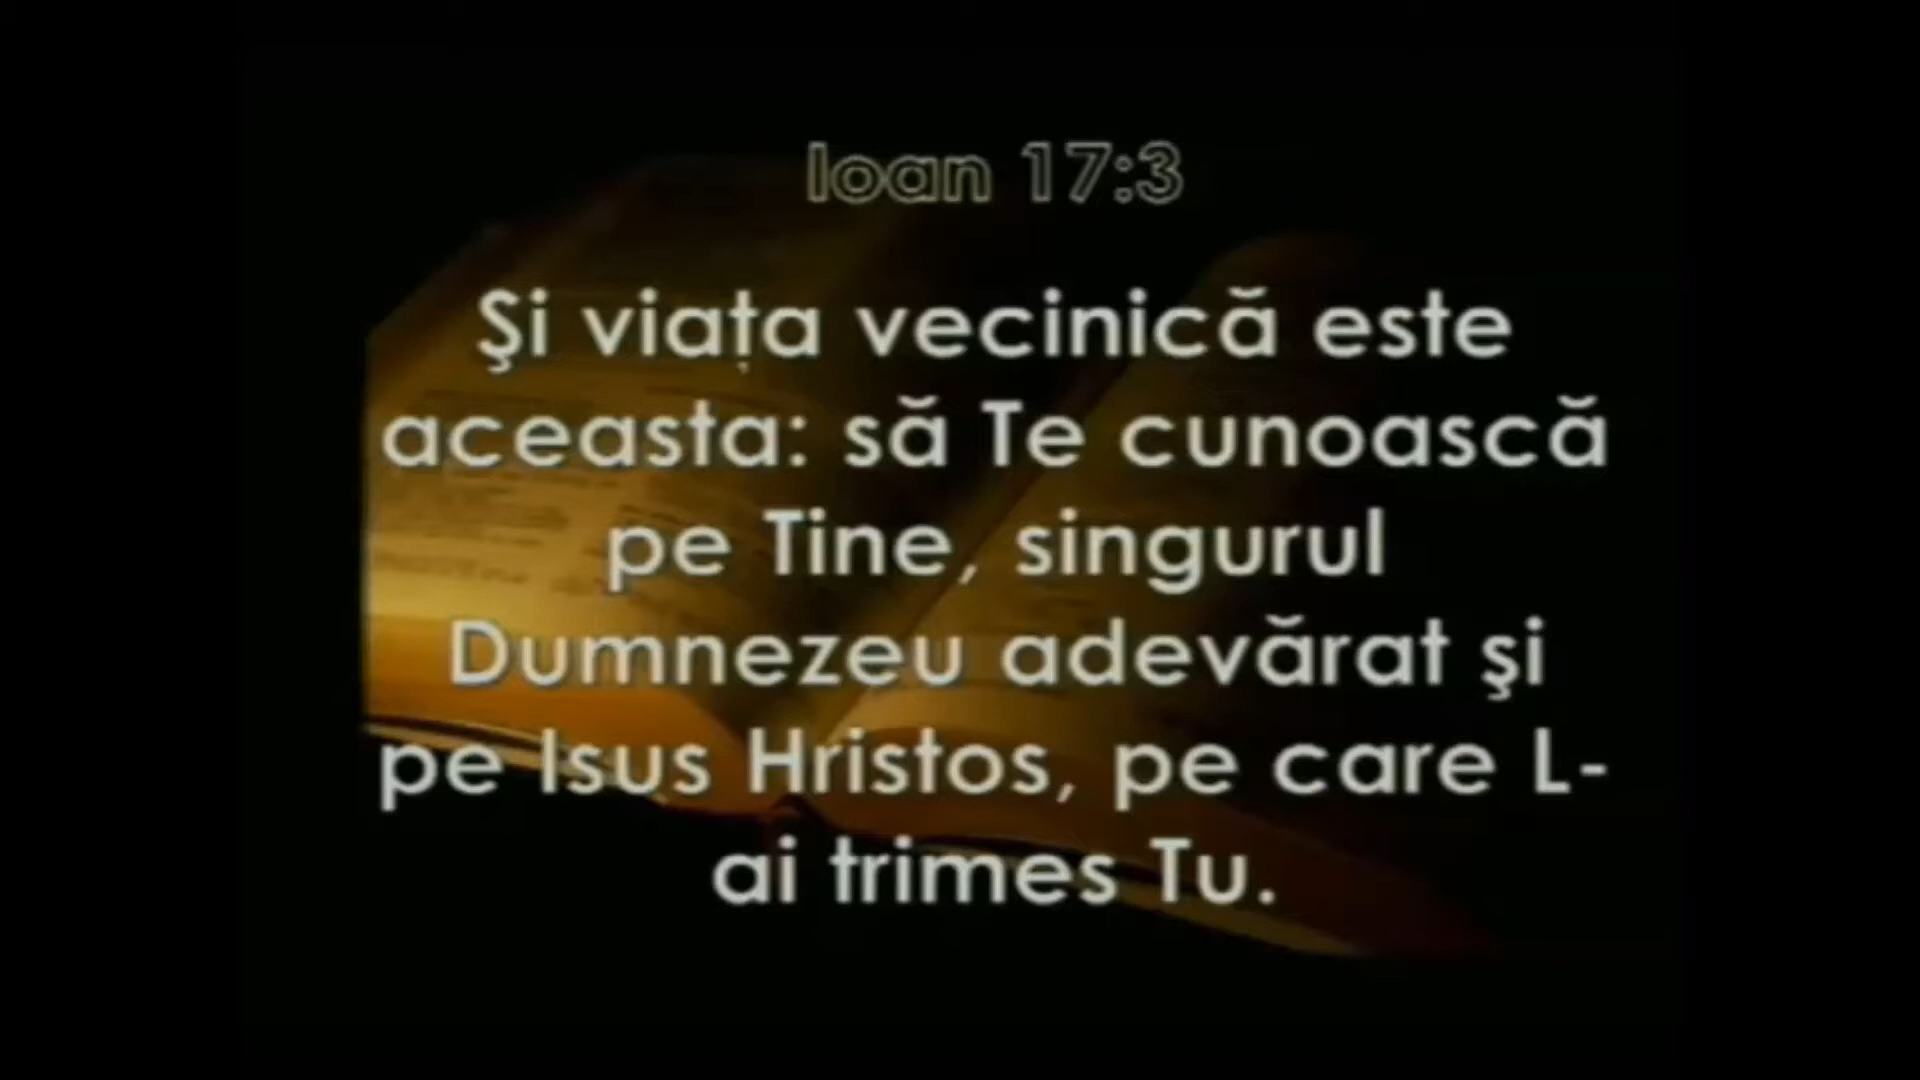 Ioan 17:3
Şi viaţa vecinică este
aceasta: să Te cunoască
pe Tine, singurul
Dumnezeu adevărat şi
pe Isus Hristos, pe care L-
ai trimes Tu.